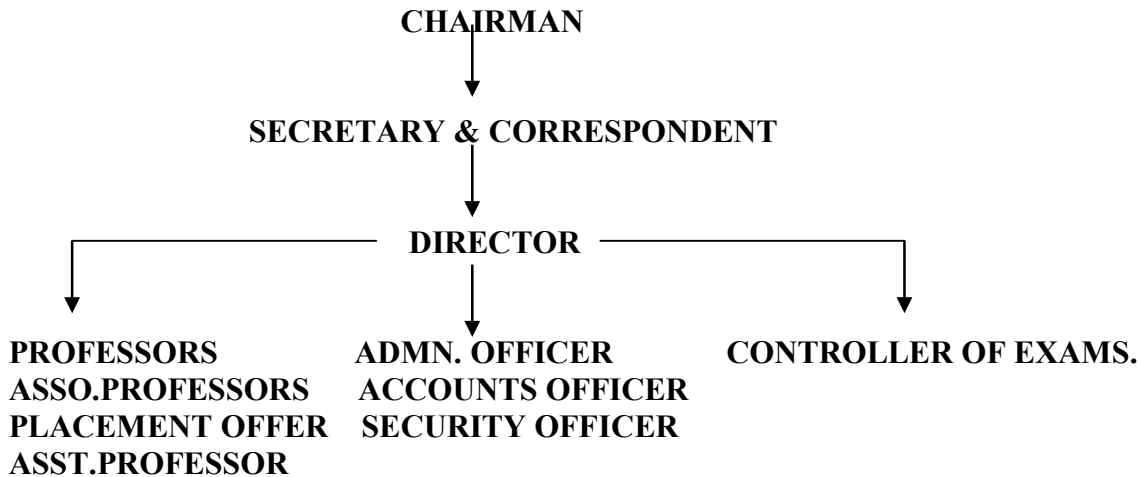 CHAIRMAN
SECRETARY & CORRESPONDENT
DIRECTOR
PROFESSORS ADMN. OFFICER CONTROLLER OF EXAMS.
ASSO.PROFESSORS ACCOUNTS OFFICER
PLACEMENT OFFER SECURITY OFFICER
ASST.PROFESSOR